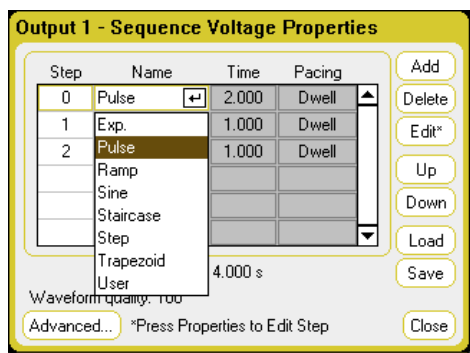 Output 1 - Sequence Voltage Properties
Step Name Time Pacing
0 Pulse 2.000 Dwell
1 1.000 Dwell
2 1.000 Dwell
Exp.
Pulse
Ramp
Sine
Staircase
Step
Trapezoid
User
4.000 s
Waveform quality: 100
Advanced... *Press Properties to Edit Step
Add
Delete
Edit*
Up
Down
Load
Save
Close